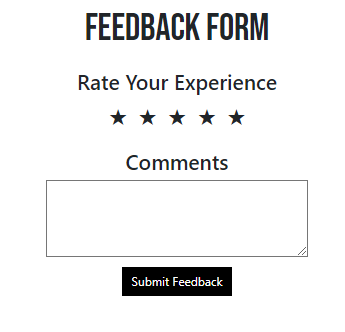 FEEDBACK FORM
Rate Your Experience
★ ★ ★ ★ ★
Comments
Submit Feedback